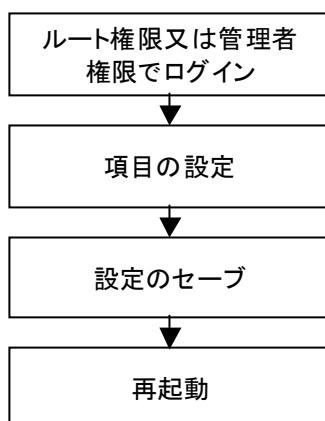 ルート権限又は管理者
権限でログイン
項目の設定
設定のセーブ
再起動